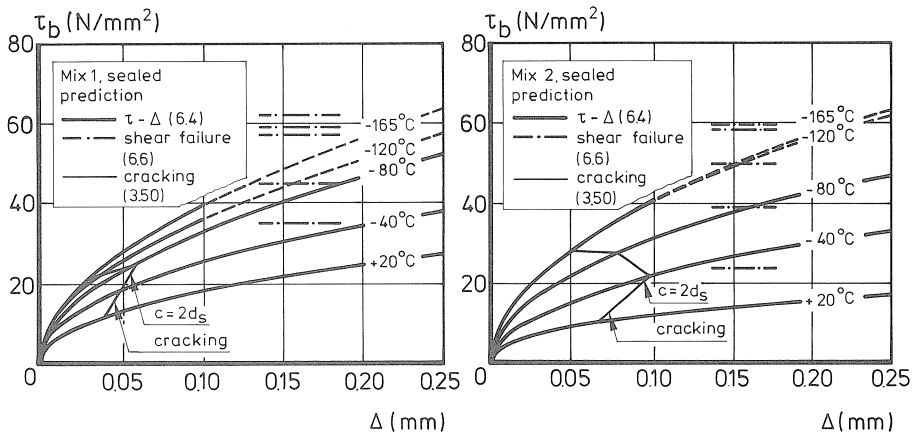 τb (N/mm²)
80
60
40
20
0
Mix 1, sealed
prediction
τ - Δ (6.4)
shear failure
(6.6)
cracking
(3.50)
-165°C
-120°C
-80°C
-40°C
+20°C
c = 2ds
cracking
0.05
0.10
0.15
0.20
0.25
Δ (mm)
τb (N/mm²)
80
60
40
20
0
Mix 2, sealed
prediction
τ - Δ (6.4)
shear failure
(6.6)
cracking
(3.50)
-165°C
-120°C
-80°C
-40°C
+20°C
c = 2ds
cracking
0.05
0.10
0.15
0.20
0.25
Δ (mm)